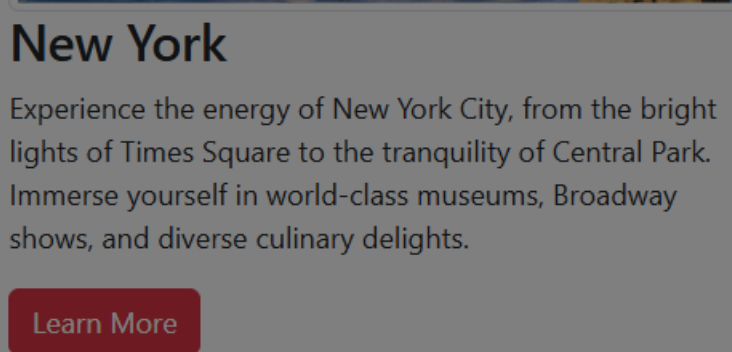 New York
Experience the energy of New York City, from the bright
lights of Times Square to the tranquility of Central Park.
Immerse yourself in world-class museums, Broadway
shows, and diverse culinary delights.
Learn More